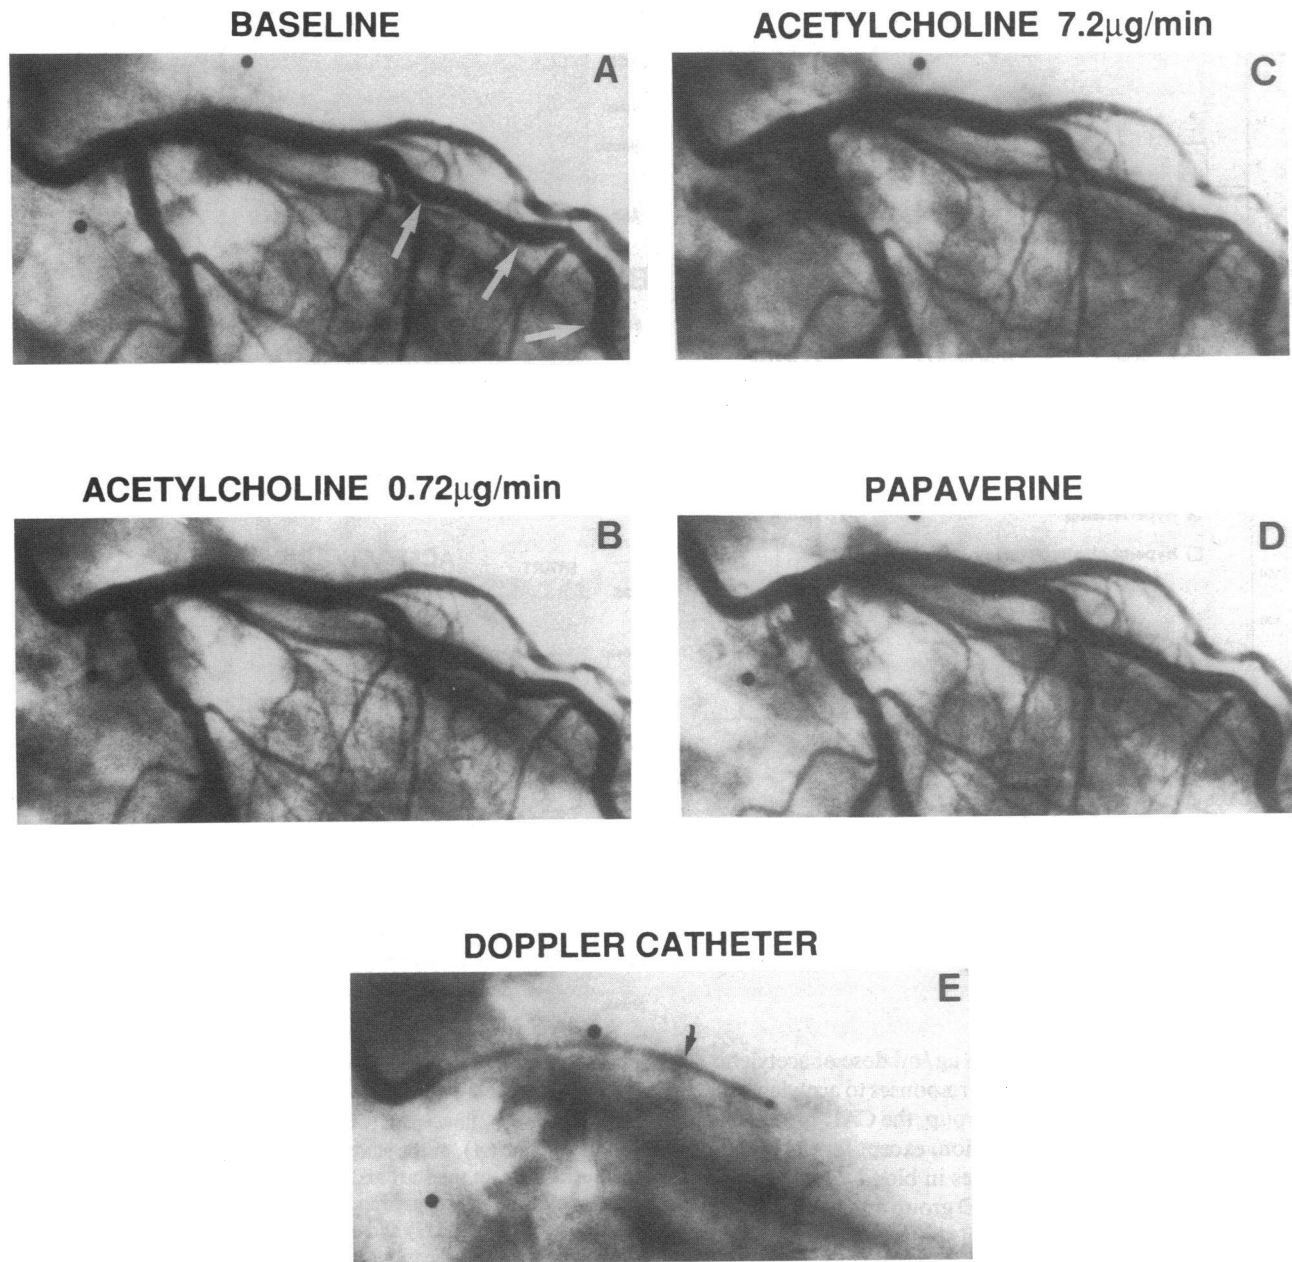 BASELINE
A
ACETYLCHOLINE 7.2µg/min
C
ACETYLCHOLINE 0.72µg/min
B
PAPAVERINE
D
DOPPLER CATHETER
E